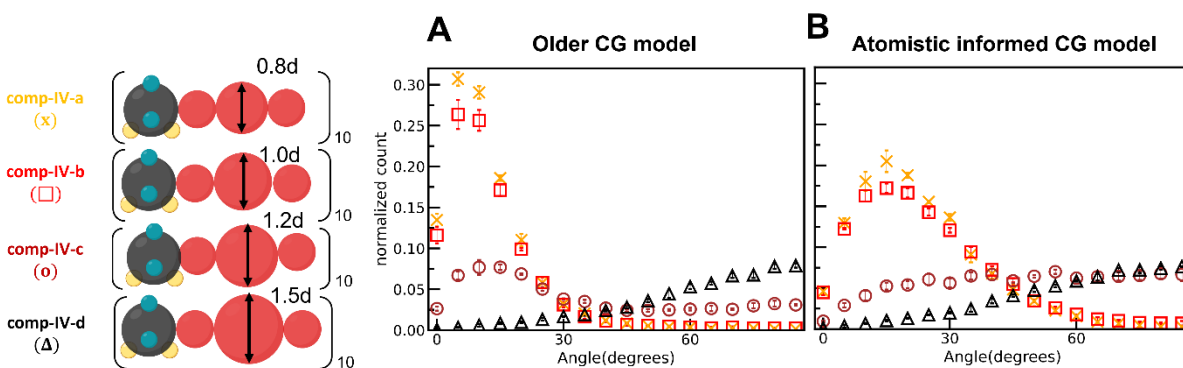 A
Older CG model
B
Atomistic informed CG model
comp-IV-a
(x)
0.8d
10
comp-IV-b
(□)
1.0d
10
comp-IV-c
(o)
1.2d
10
comp-IV-d
(Δ)
1.5d
10
normalized count
0.30
0.25
0.20
0.15
0.10
0.05
0.00
0
30
60
Angle(degrees)
0
30
60
Angle(degrees)